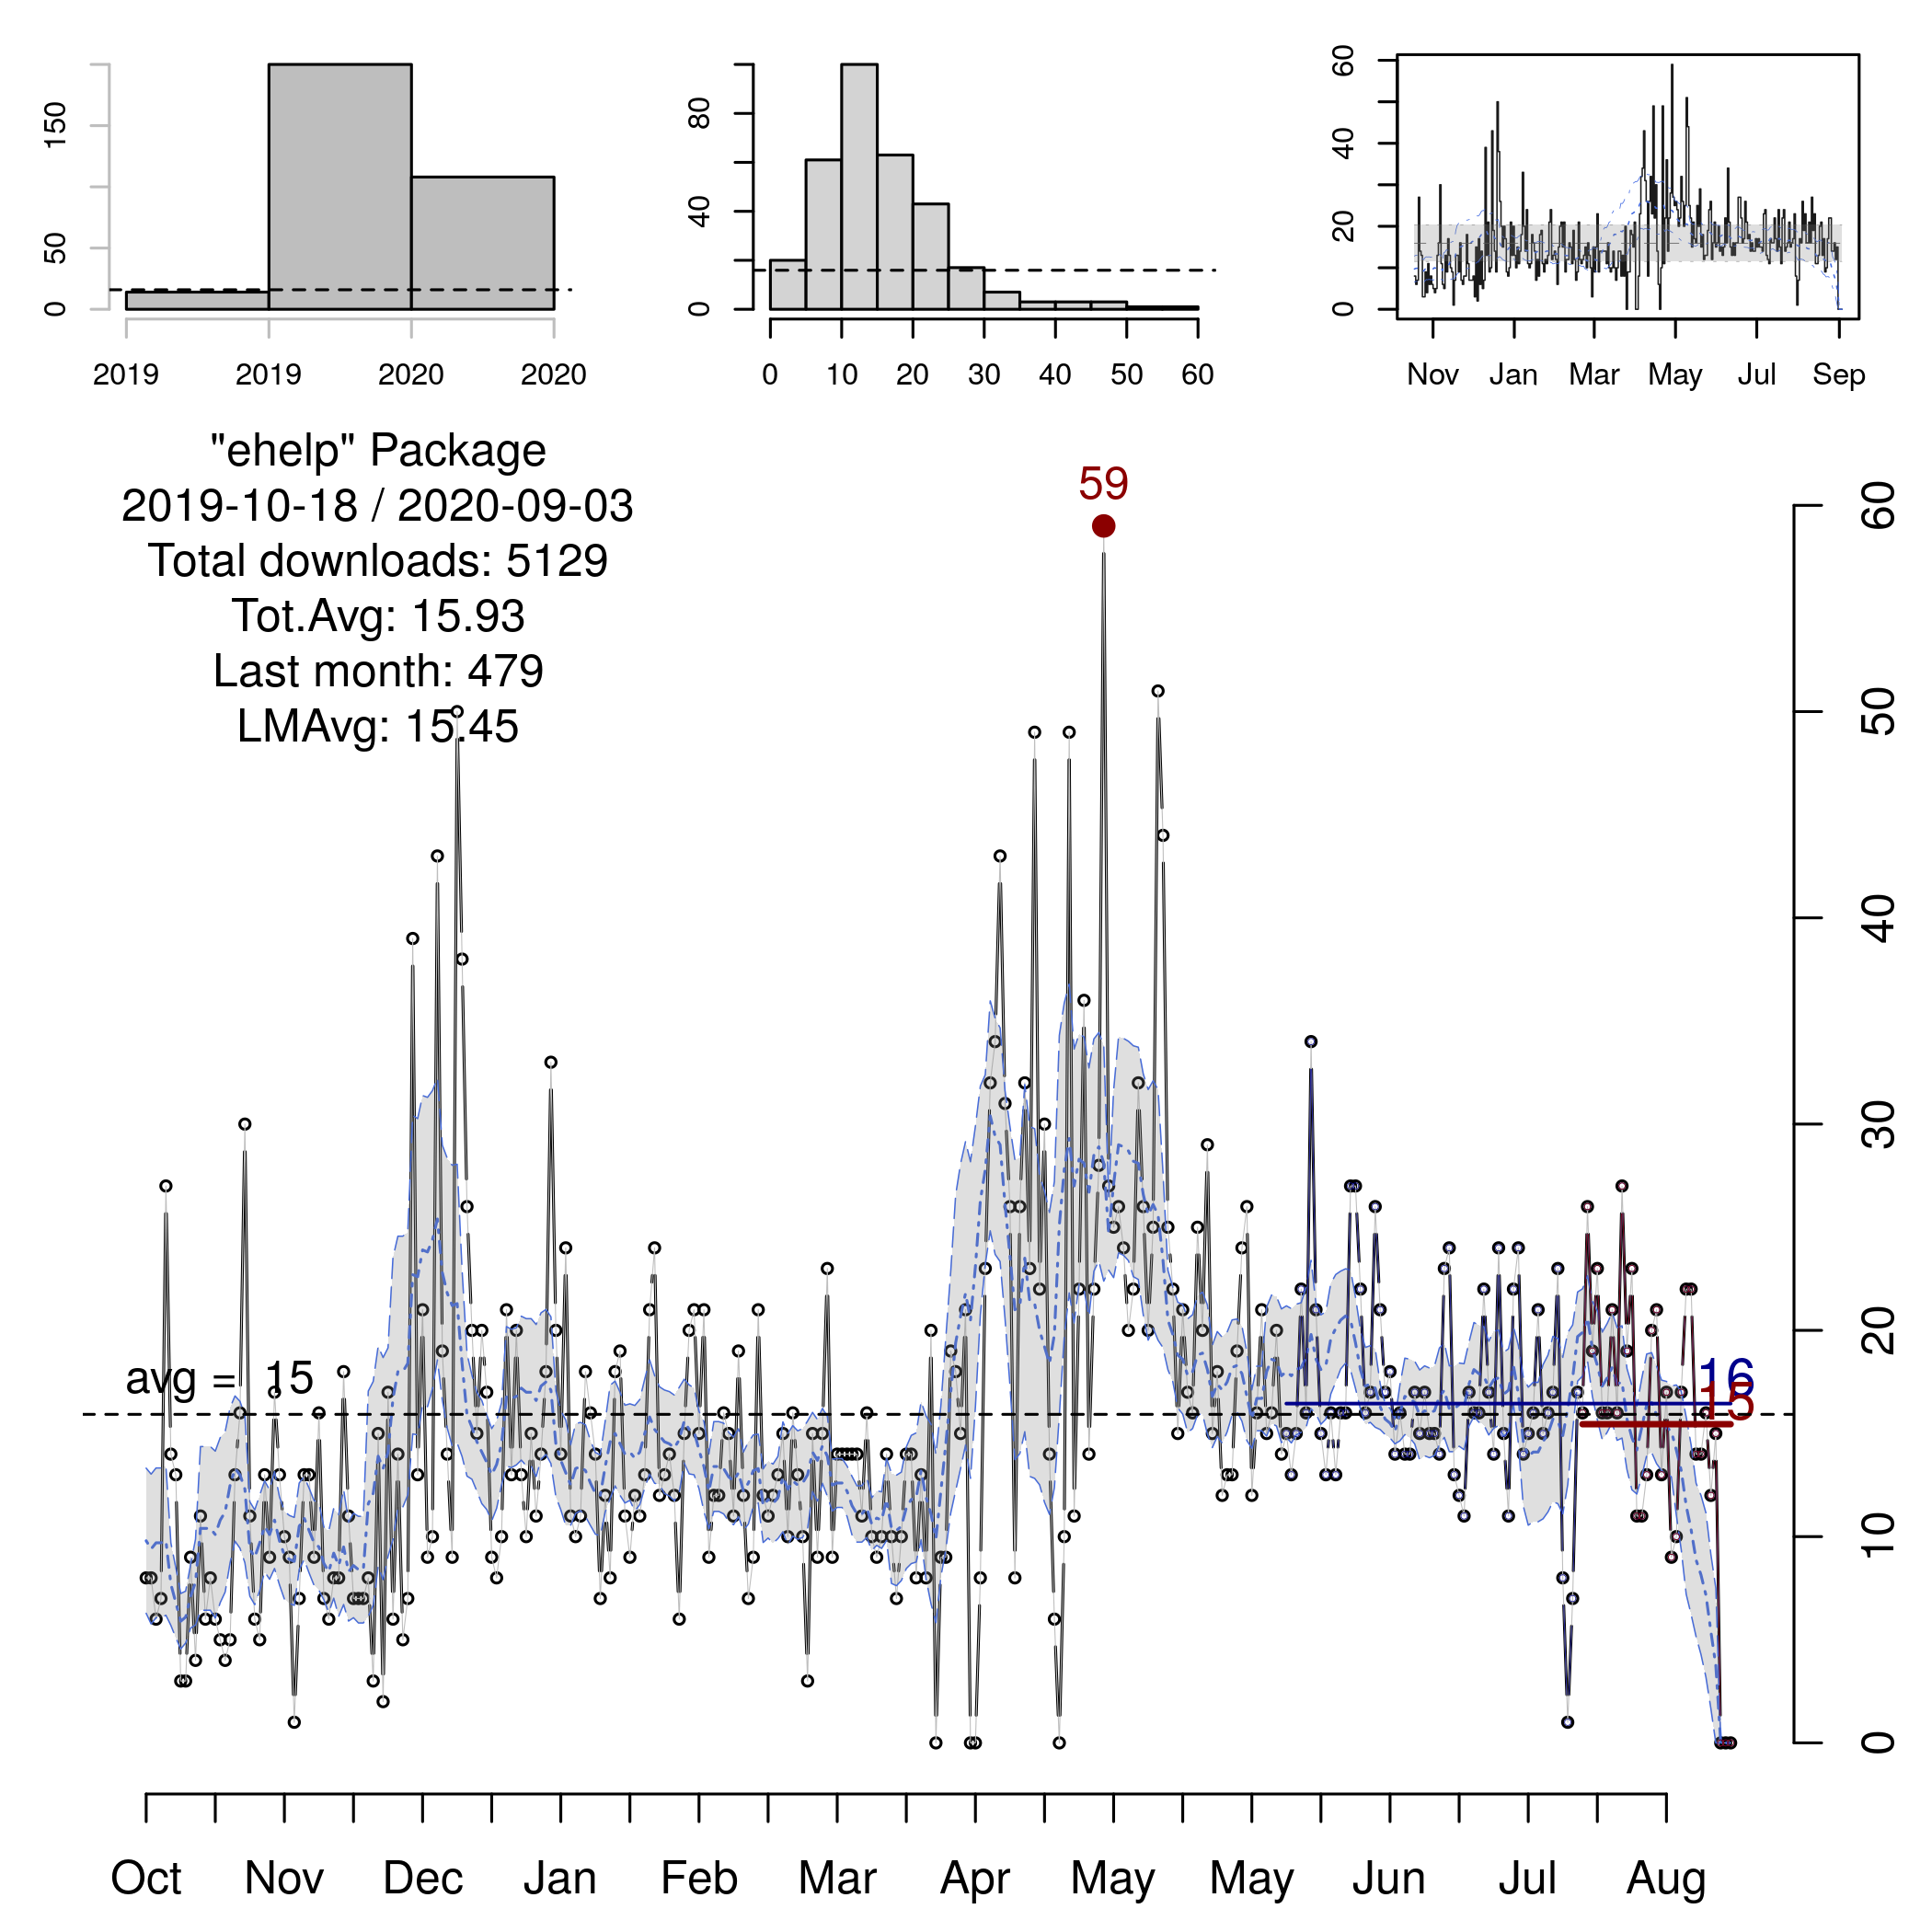 150
50
0
2019 2019 2020 2020
80
40
0
0 10 20 30 40 50 60
60
40
20
0
Nov Jan Mar May Jul Sep
"ehelp" Package
2019-10-18 / 2020-09-03
Total downloads: 5129
Tot.Avg: 15.93
Last month: 479
LMAvg: 15.45
59
avg = 15
16
15
60
50
40
30
20
10
0
Oct Nov Dec Jan Feb Mar Apr May May Jun Jul Aug